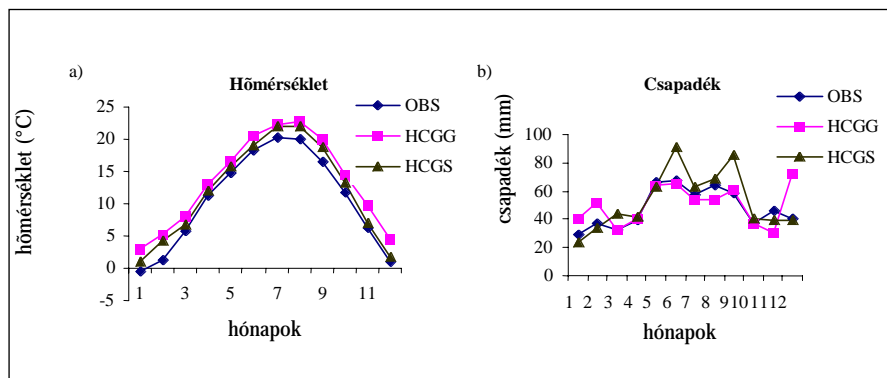 a)
Hõmérséklet
hõmérséklet (°C)
25
20
15
10
5
0
-5
1 3 5 7 9 11
hónapok
OBS
HCGG
HCGS
b)
Csapadék
csapadék (mm)
100
80
60
40
20
0
1 2 3 4 5 6 7 8 9 10 11 12
hónapok
OBS
HCGG
HCGS